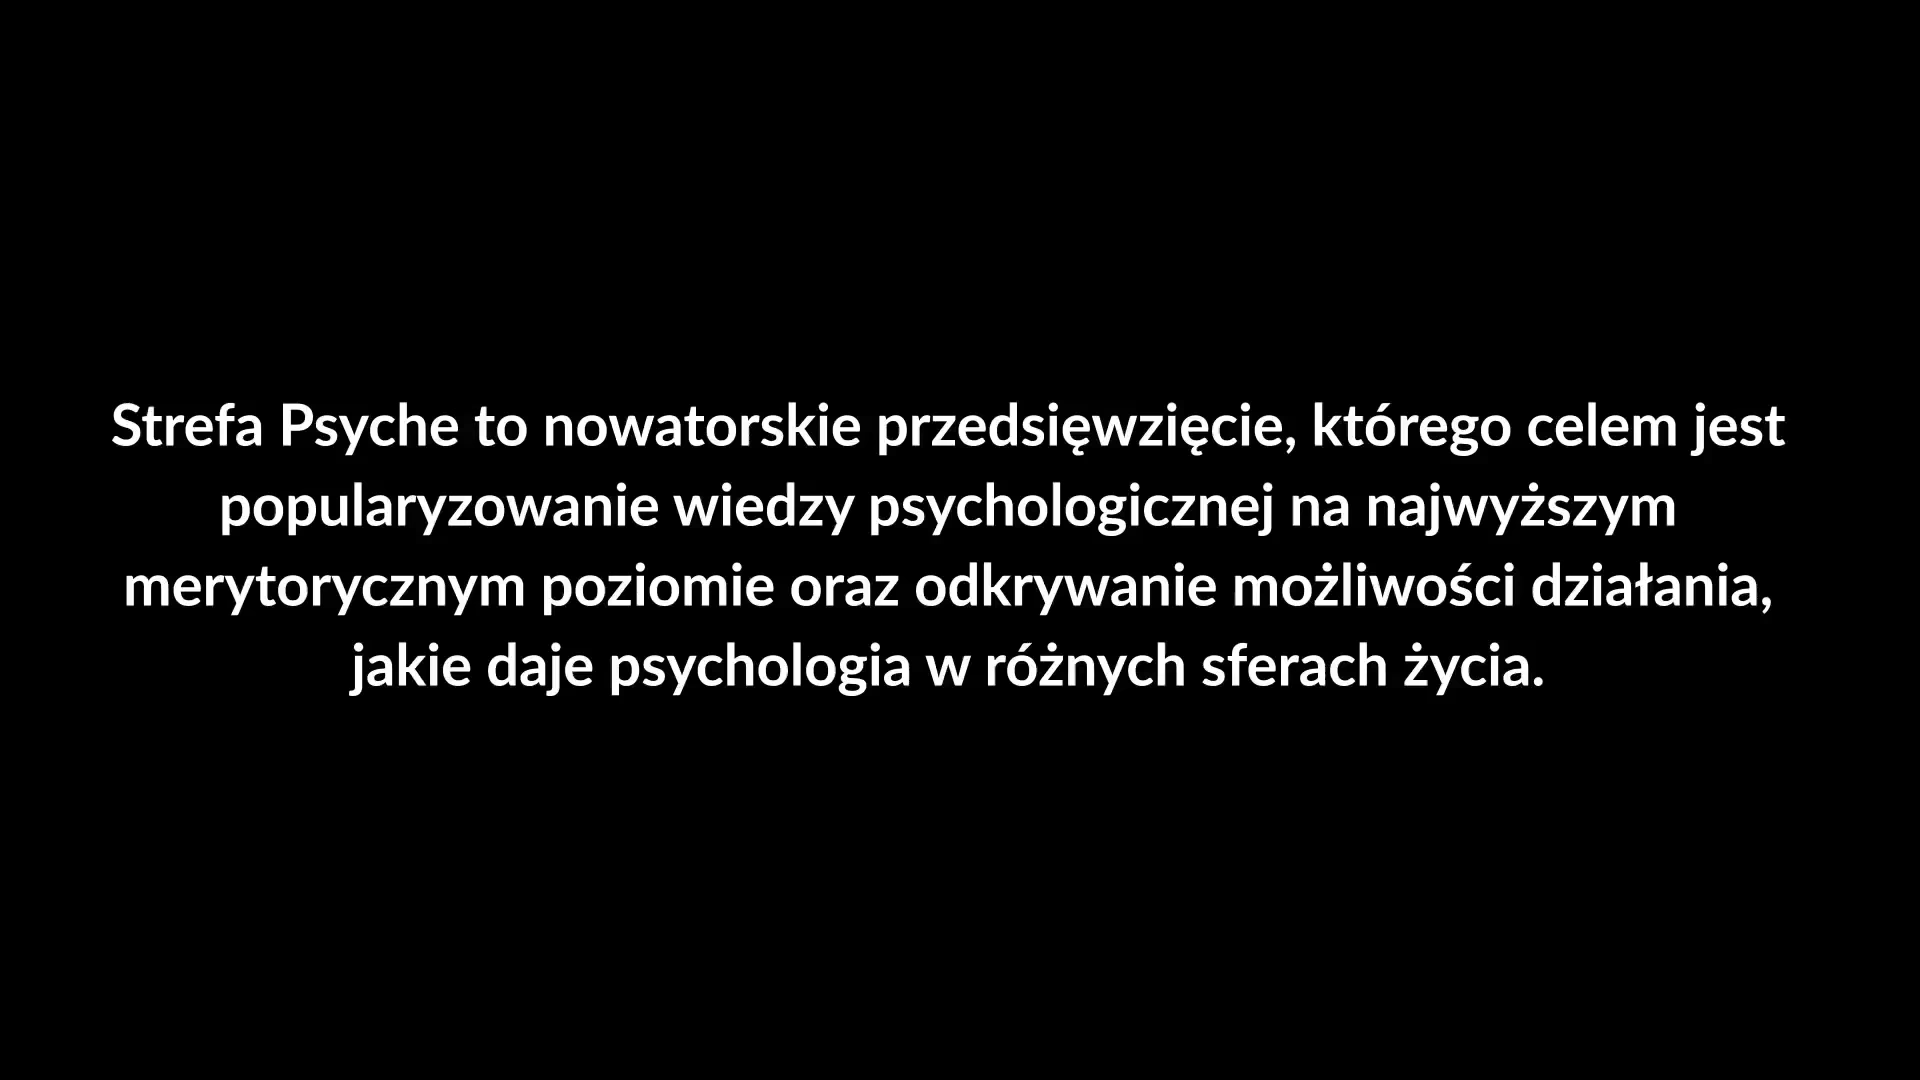 Strefa Psyche to nowatorskie przedsięwzięcie, którego celem jest
popularyzowanie wiedzy psychologicznej na najwyższym
merytorycznym poziomie oraz odkrywanie możliwości działania,
jakie daje psychologia w różnych sferach życia.